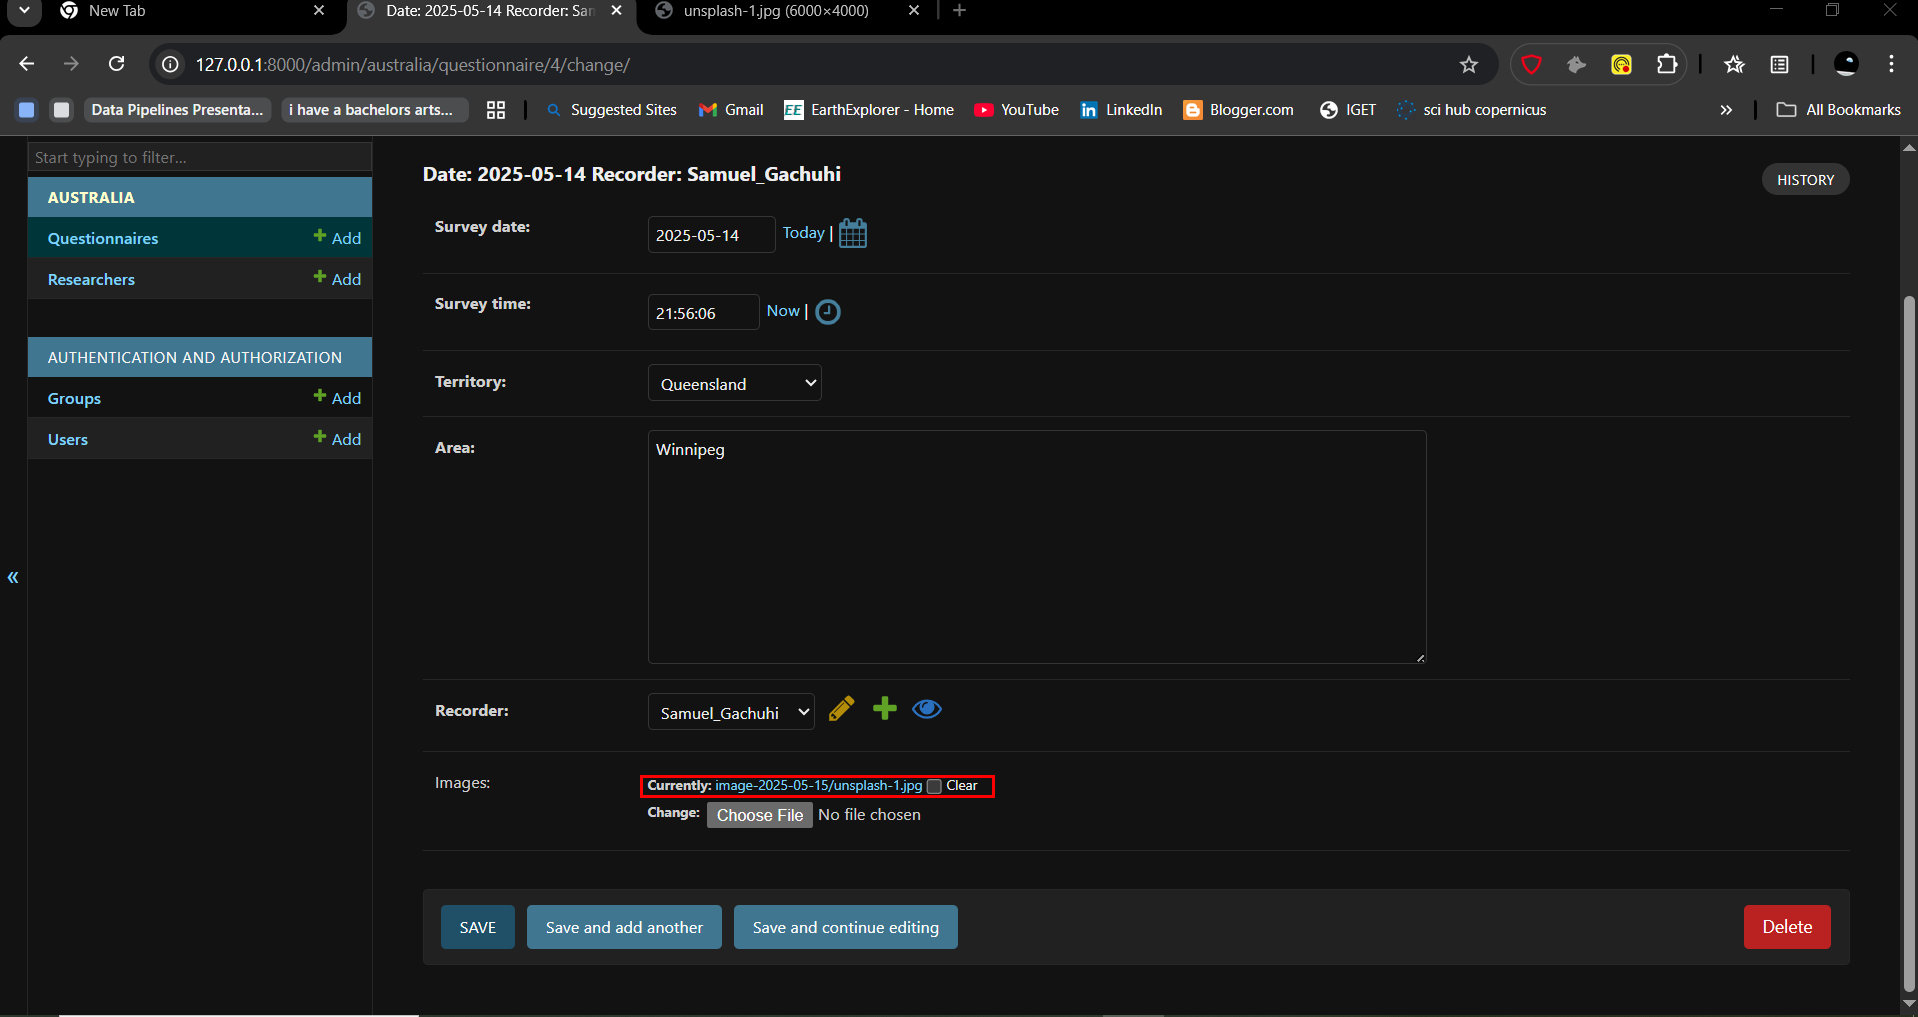 New Tab
Date: 2025-05-14 Recorder: San
unsplash-1.jpg (6000×4000)
127.0.0.1:8000/admin/australia/questionnaire/4/change/
Data Pipelines Presenta...
i have a bachelors arts...
Suggested Sites
Gmail
EE EarthExplorer - Home
YouTube
LinkedIn
Blogger.com
IGET
sci hub copernicus
»
All Bookmarks
Start typing to filter...
AUSTRALIA
Questionnaires + Add
Researchers + Add
AUTHENTICATION AND AUTHORIZATION
Groups + Add
Users + Add
«
Date: 2025-05-14 Recorder: Samuel_Gachuhi
HISTORY
Survey date: 2025-05-14 Today |
Survey time: 21:56:06 Now |
Territory: Queensland
Area: Winnipeg
Recorder: Samuel_Gachuhi
Images: Currently: image-2025-05-15/unsplash-1.jpg Clear
Change: Choose File No file chosen
SAVE
Save and add another
Save and continue editing
Delete